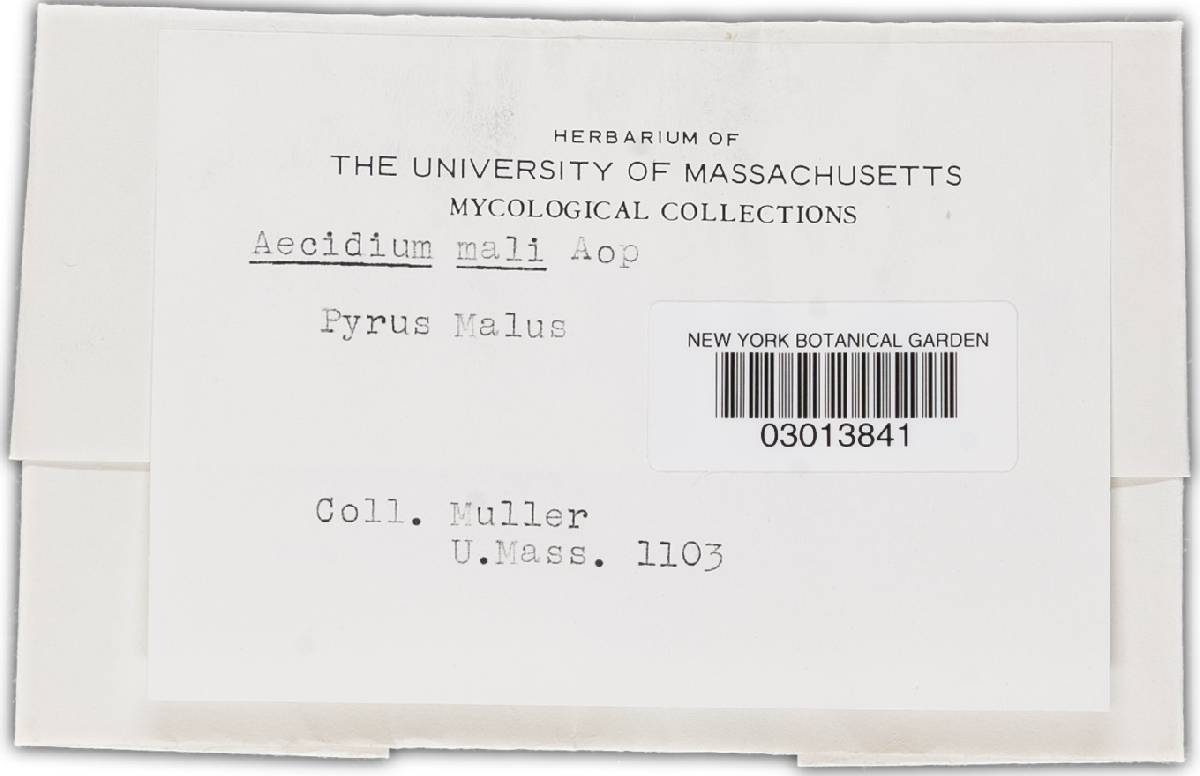 HERBARIUM OF
THE UNIVERSITY OF MASSACHUSETTS
MYCOLOGICAL COLLECTIONS
Aecidium mali Aop
Pyrus Malus
NEW YORK BOTANICAL GARDEN
03013841
Coll. Muller
U.Mass. 1103